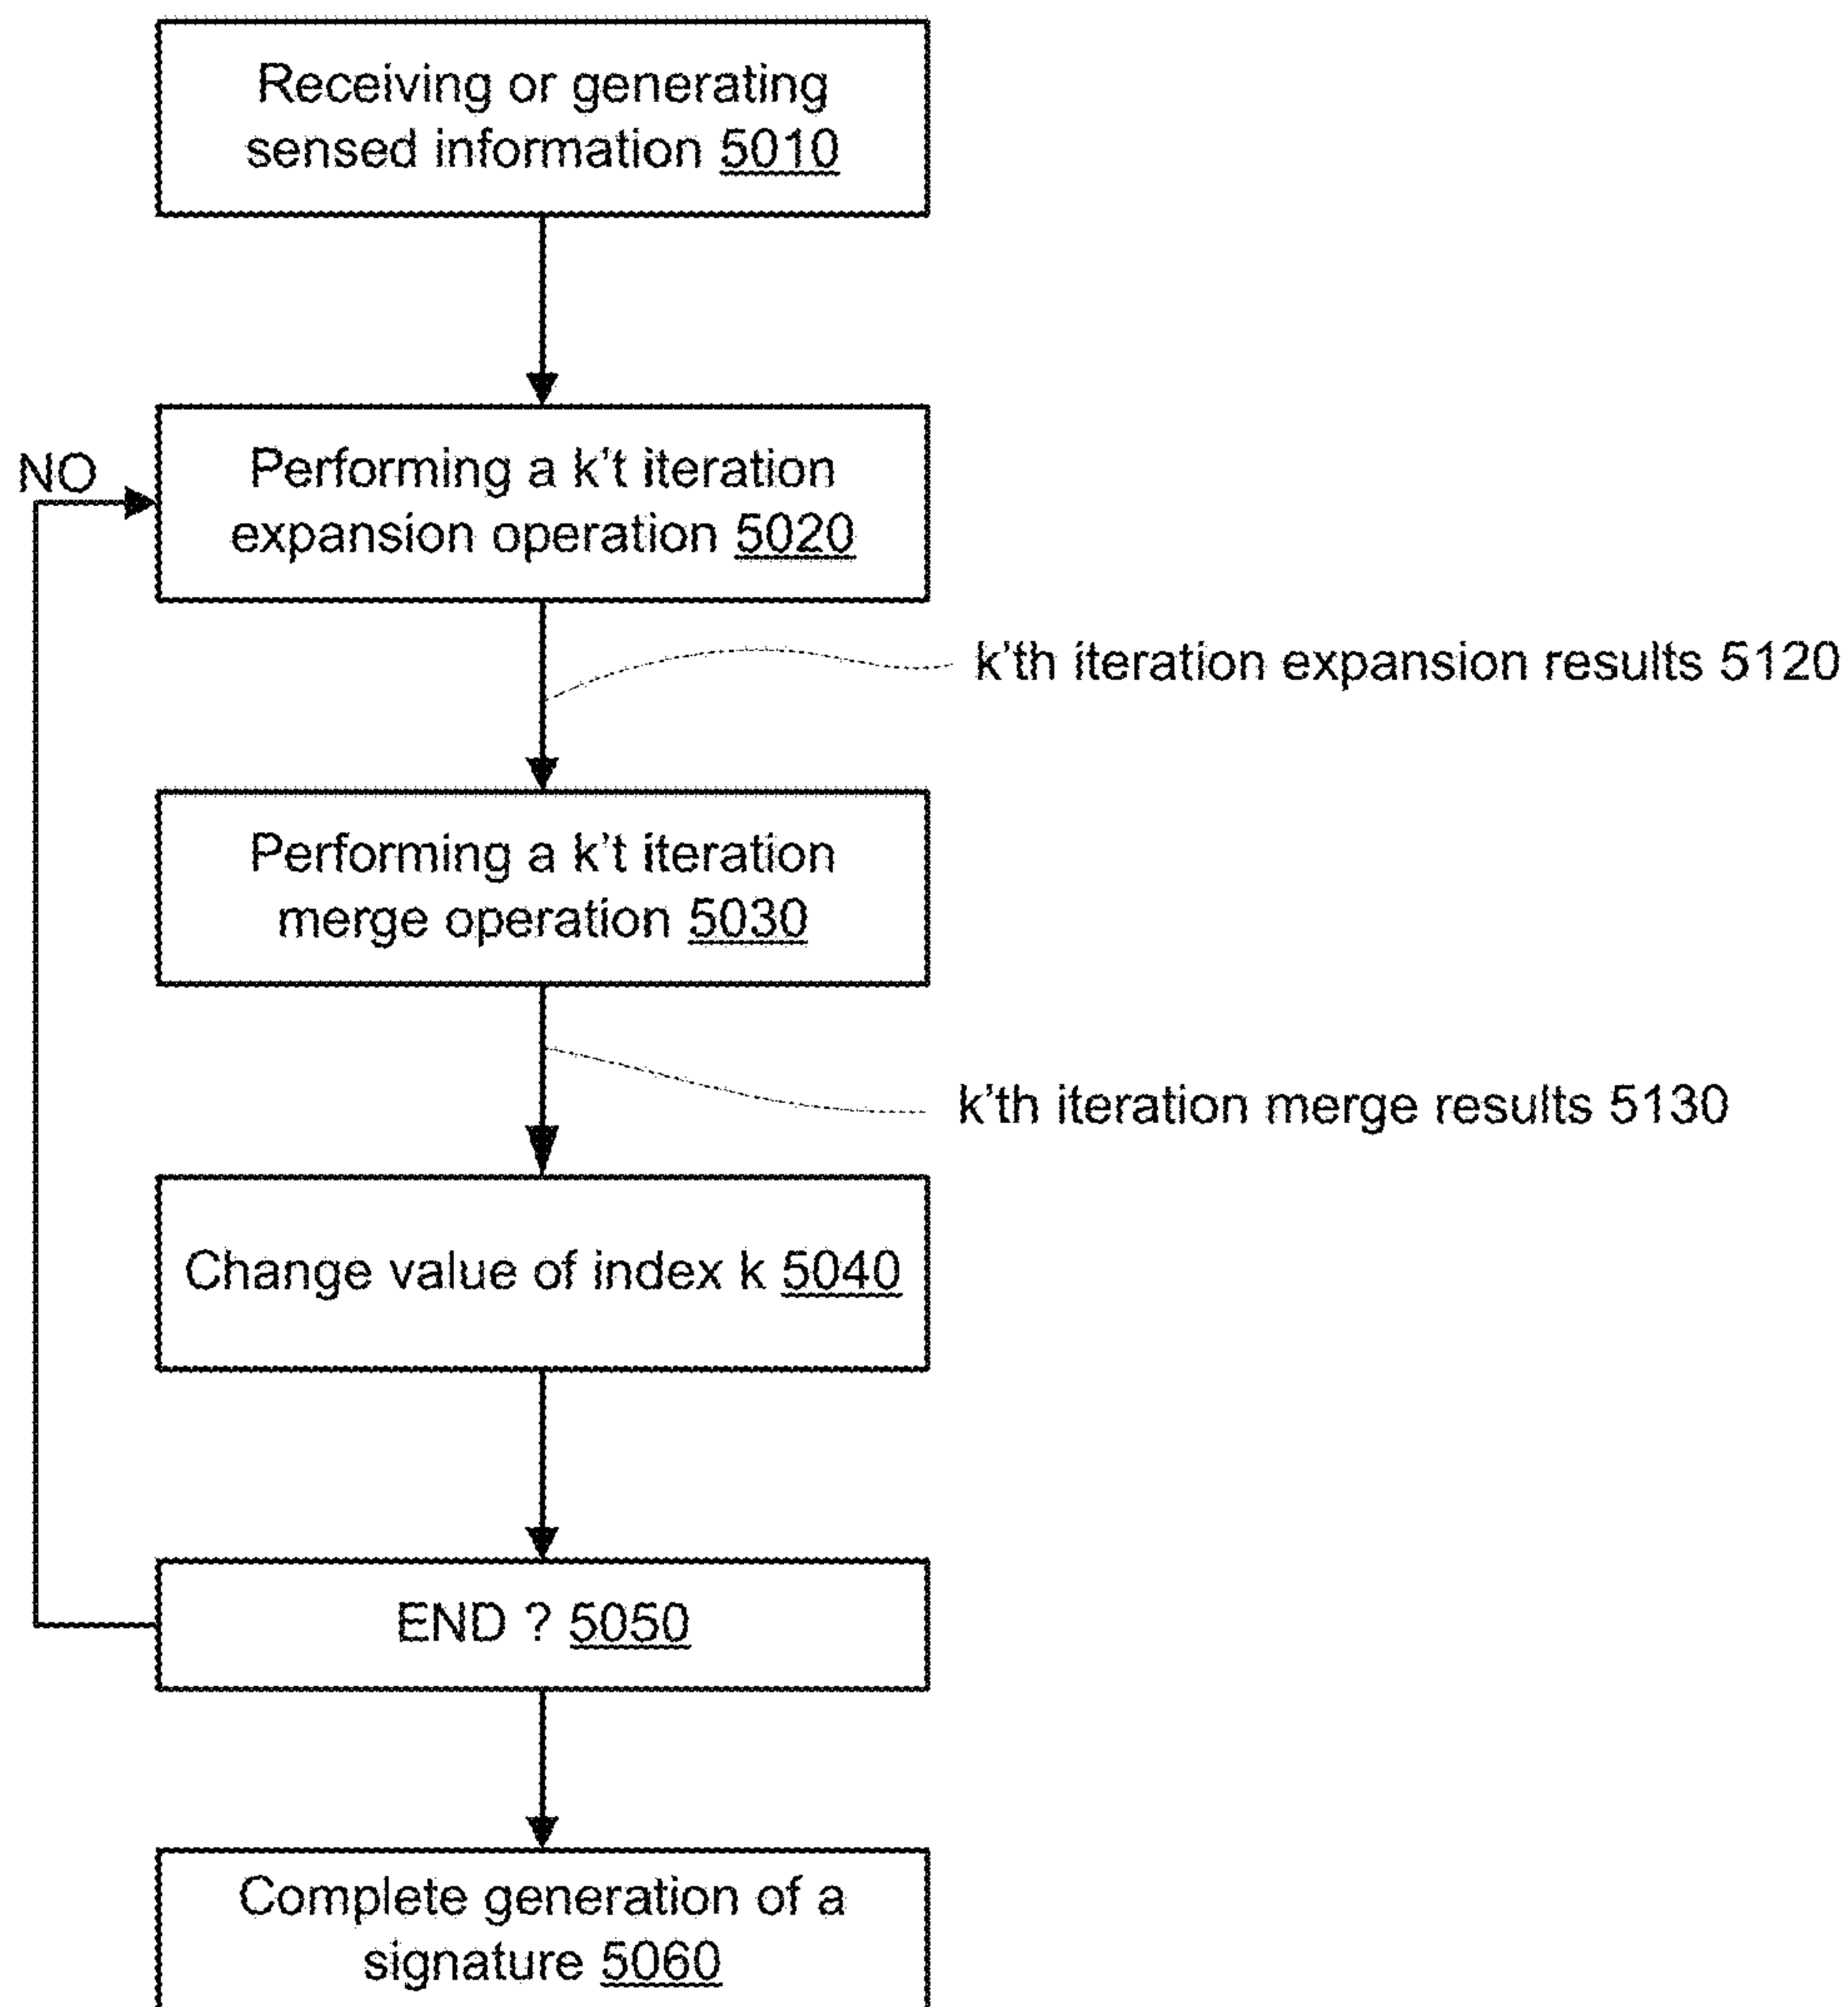 Receiving or generating
sensed information 5010
NO
Performing a k't iteration
expansion operation 5020
k'th iteration expansion results 5120
Performing a k't iteration
merge operation 5030
k'th iteration merge results 5130
Change value of index k 5040
END ? 5050
Complete generation of a
signature 5060